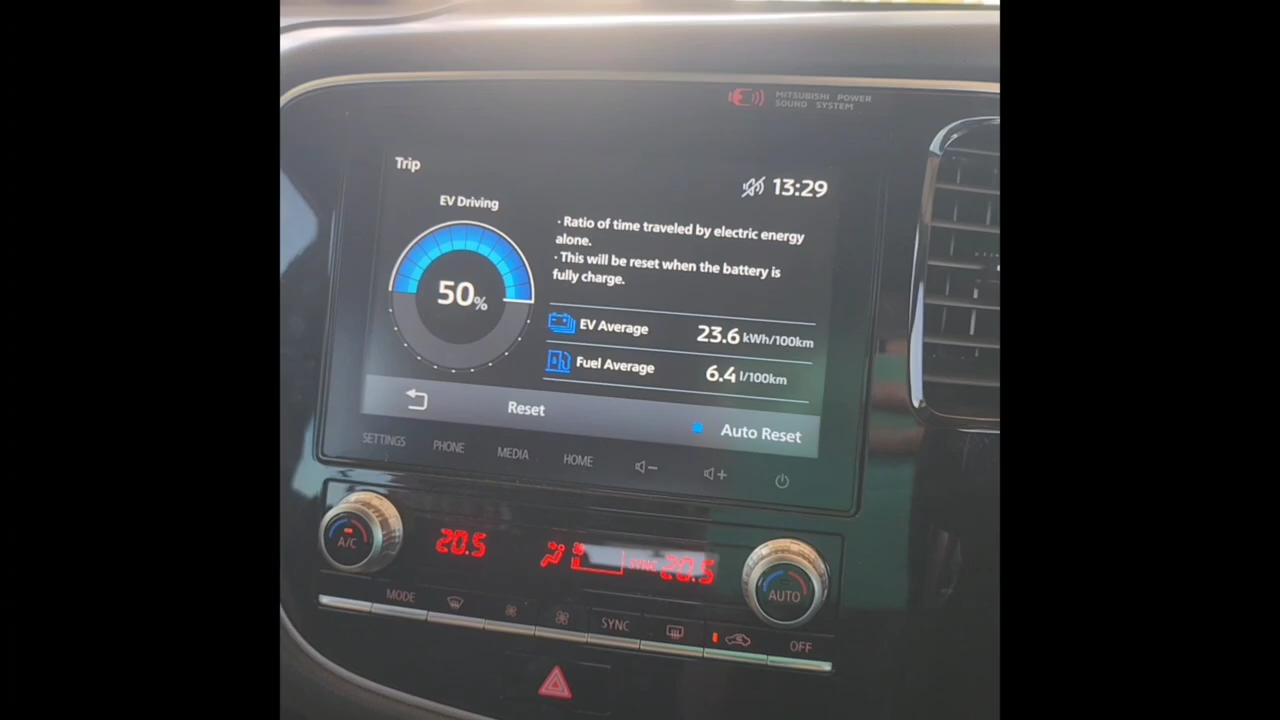 MITSUBISHI POWER
SOUND SYSTEM
Trip
13:29
EV Driving
50%
· Ratio of time traveled by electric energy
alone.
· This will be reset when the battery is
fully charge.
EV Average 23.6 kWh/100km
Fuel Average 6.4 l/100km
Reset
Auto Reset
SETTINGS PHONE MEDIA HOME
A/C
20.5
SYNC
20.5
AUTO
MODE
SYNC
OFF